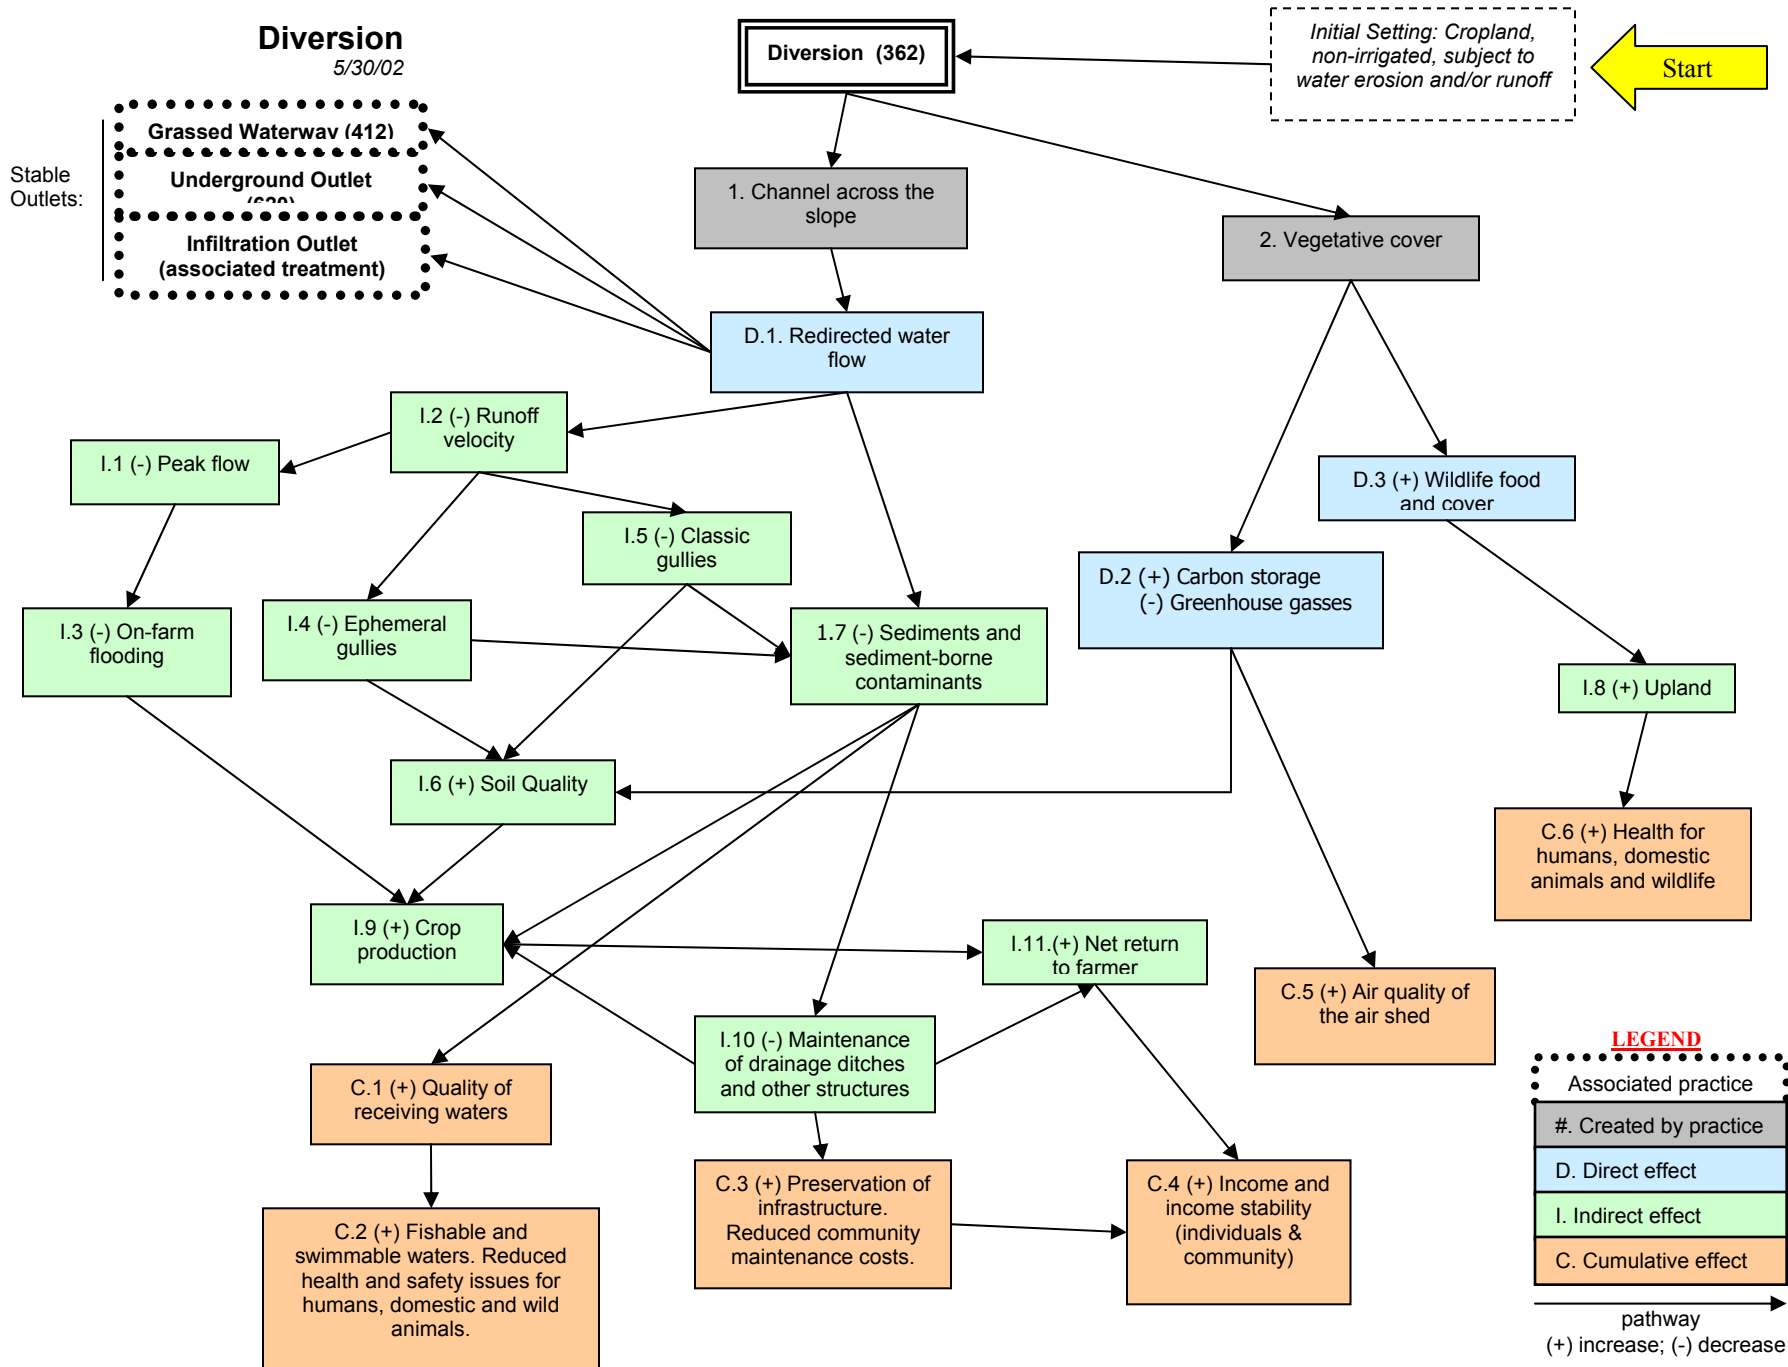 Diversion
5/30/02
Diversion (362)
Initial Setting: Cropland,
non-irrigated, subject to
water erosion and/or runoff
Start
Stable
Outlets:
Grassed Waterway (412)
Underground Outlet
(620)
Infiltration Outlet
(associated treatment)
1. Channel across the
slope
2. Vegetative cover
D.1. Redirected water
flow
I.2 (-) Runoff
velocity
I.1 (-) Peak flow
D.3 (+) Wildlife food
and cover
I.5 (-) Classic
gullies
D.2 (+) Carbon storage
(-) Greenhouse gasses
I.3 (-) On-farm
flooding
I.4 (-) Ephemeral
gullies
1.7 (-) Sediments and
sediment-borne
contaminants
I.8 (+) Upland
I.6 (+) Soil Quality
C.6 (+) Health for
humans, domestic
animals and wildlife
I.9 (+) Crop
production
I.11.(+) Net return
to farmer
C.5 (+) Air quality of
the air shed
I.10 (-) Maintenance
of drainage ditches
and other structures
C.1 (+) Quality of
receiving waters
C.3 (+) Preservation of
infrastructure.
Reduced community
maintenance costs.
C.4 (+) Income and
income stability
(individuals &
community)
C.2 (+) Fishable and
swimmable waters. Reduced
health and safety issues for
humans, domestic and wild
animals.
LEGEND
Associated practice
#. Created by practice
D. Direct effect
I. Indirect effect
C. Cumulative effect
pathway
(+) increase; (-) decrease